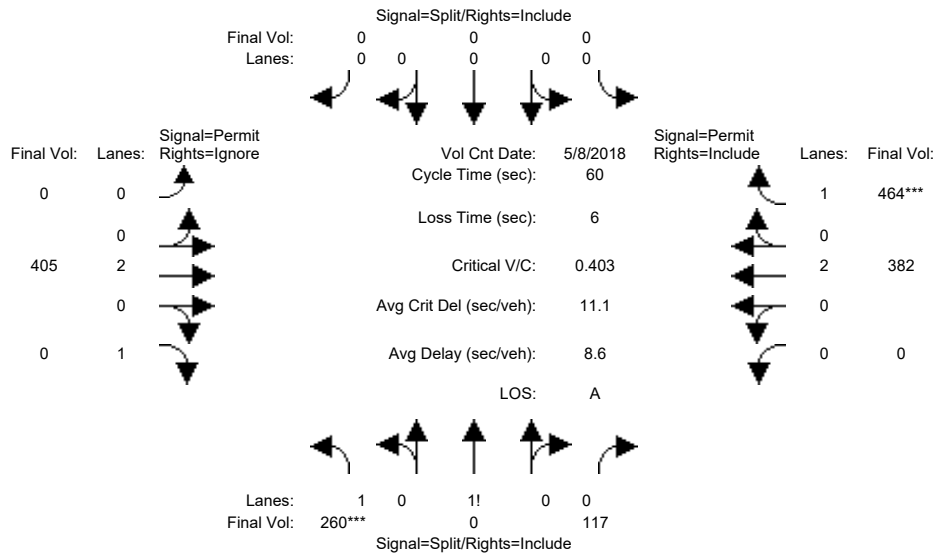 Signal=Split/Rights=Include
Final Vol: 0 0 0
Lanes: 0 0 0 0 0
Signal=Permit Signal=Permit
Final Vol: Lanes: Rights=Ignore Vol Cnt Date: 5/8/2018 Rights=Include Lanes: Final Vol:
Cycle Time (sec): 60
0 0 1 464***
Loss Time (sec): 6
0 0
405 2 Critical V/C: 0.403 2 382
0 Avg Crit Del (sec/veh): 11.1 0
0 1 Avg Delay (sec/veh): 8.6 0 0
LOS: A
Lanes: 1 0 1! 0 0
Final Vol: 260*** 0 117
Signal=Split/Rights=Include